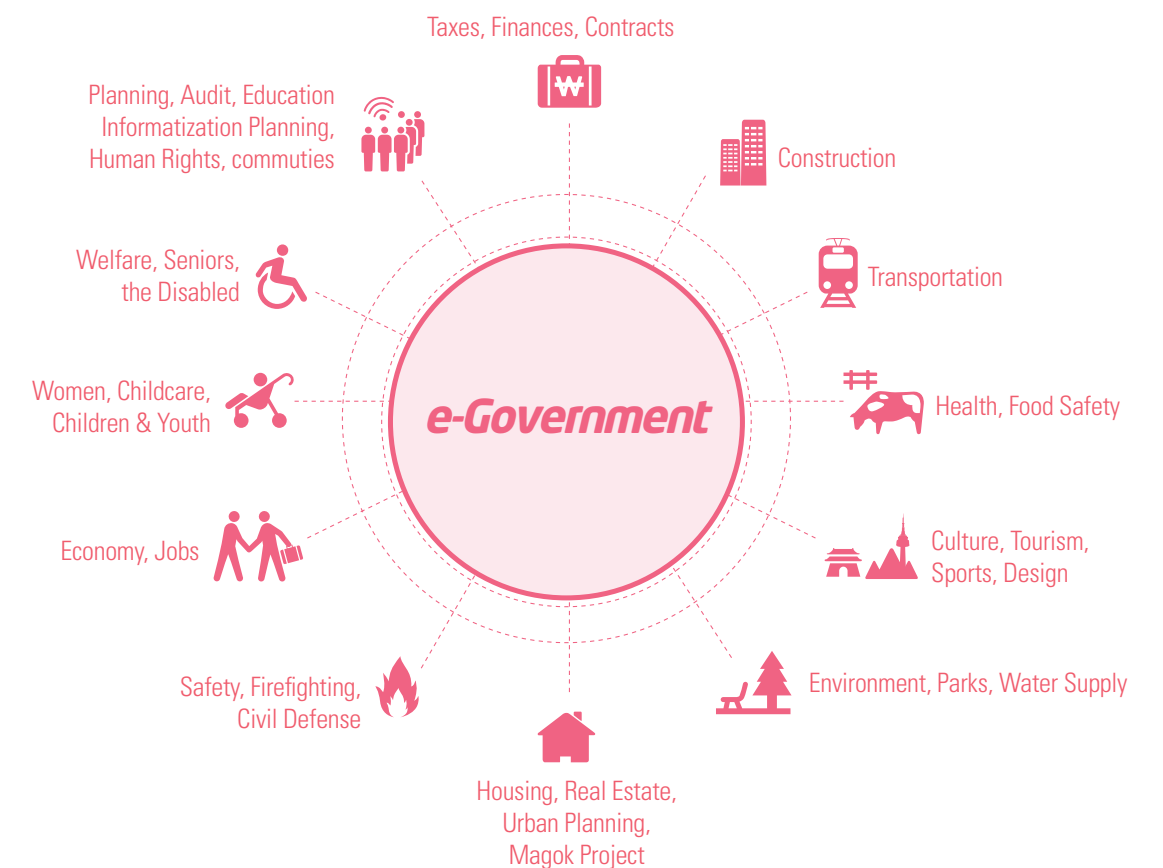 Taxes, Finances, Contracts
Planning, Audit, Education
Informatization Planning,
Human Rights, commuties
Construction
Welfare, Seniors,
the Disabled
Transportation
Women, Childcare,
Children & Youth
e-Government
Health, Food Safety
Economy, Jobs
Culture, Tourism,
Sports, Design
Safety, Firefighting,
Civil Defense
Environment, Parks, Water Supply
Housing, Real Estate,
Urban Planning,
Magok Project